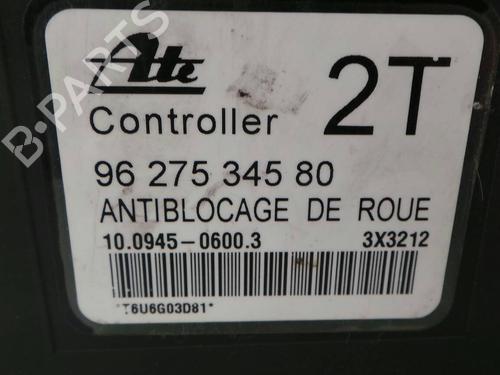 Ate
2T
Controller
96 275 345 80
ANTIBLOCAGE DE ROUE
10.0945-0600.3 3X3212
*T6U6G03D81*
B-PARTS